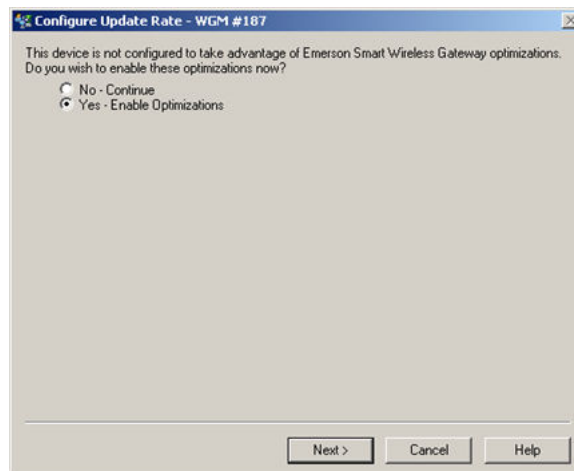 Configure Update Rate - WGM #187
This device is not configured to take advantage of Emerson Smart Wireless Gateway optimizations.
Do you wish to enable these optimizations now?
No - Continue
Yes - Enable Optimizations
Next >
Cancel
Help